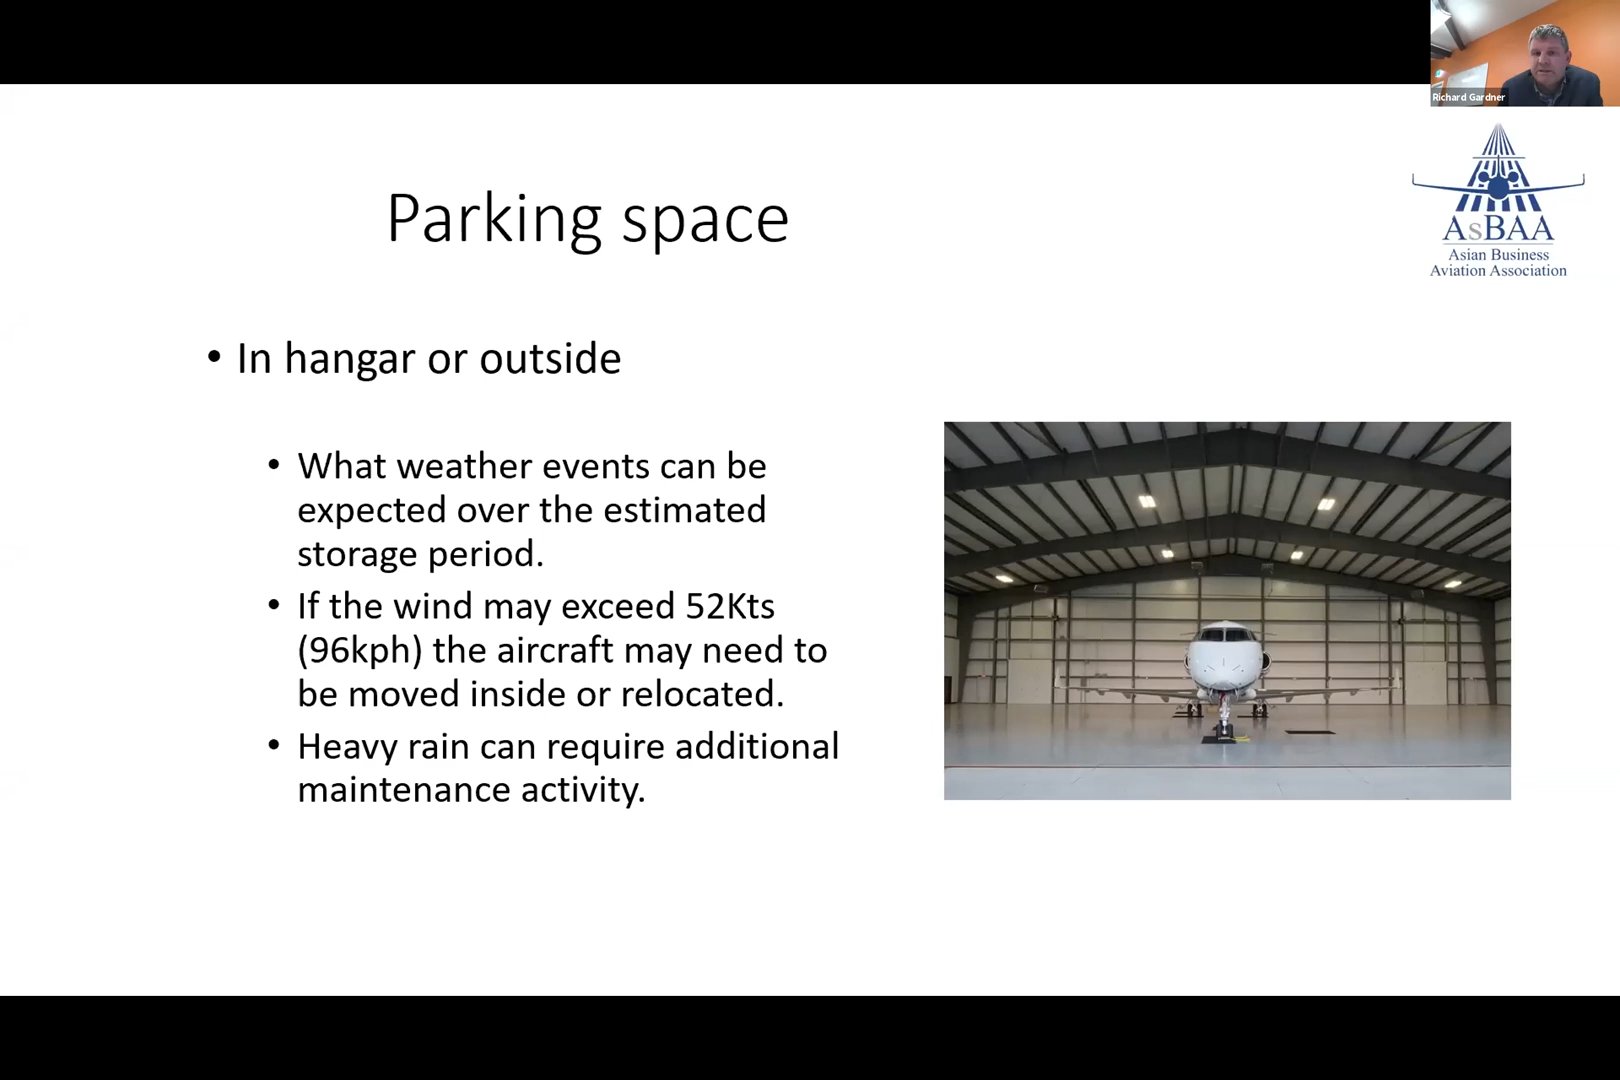 Richard Gardner
AsBAA
Asian Business
Aviation Association
Parking space
• In hangar or outside
• What weather events can be
expected over the estimated
storage period.
• If the wind may exceed 52Kts
(96kph) the aircraft may need to
be moved inside or relocated.
• Heavy rain can require additional
maintenance activity.